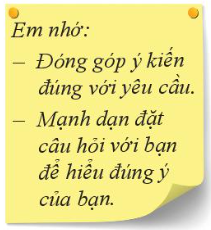 Em nhớ:
– Đóng góp ý kiến
đúng với yêu cầu.
– Mạnh dạn đặt
câu hỏi với bạn
để hiểu đúng ý
của bạn.